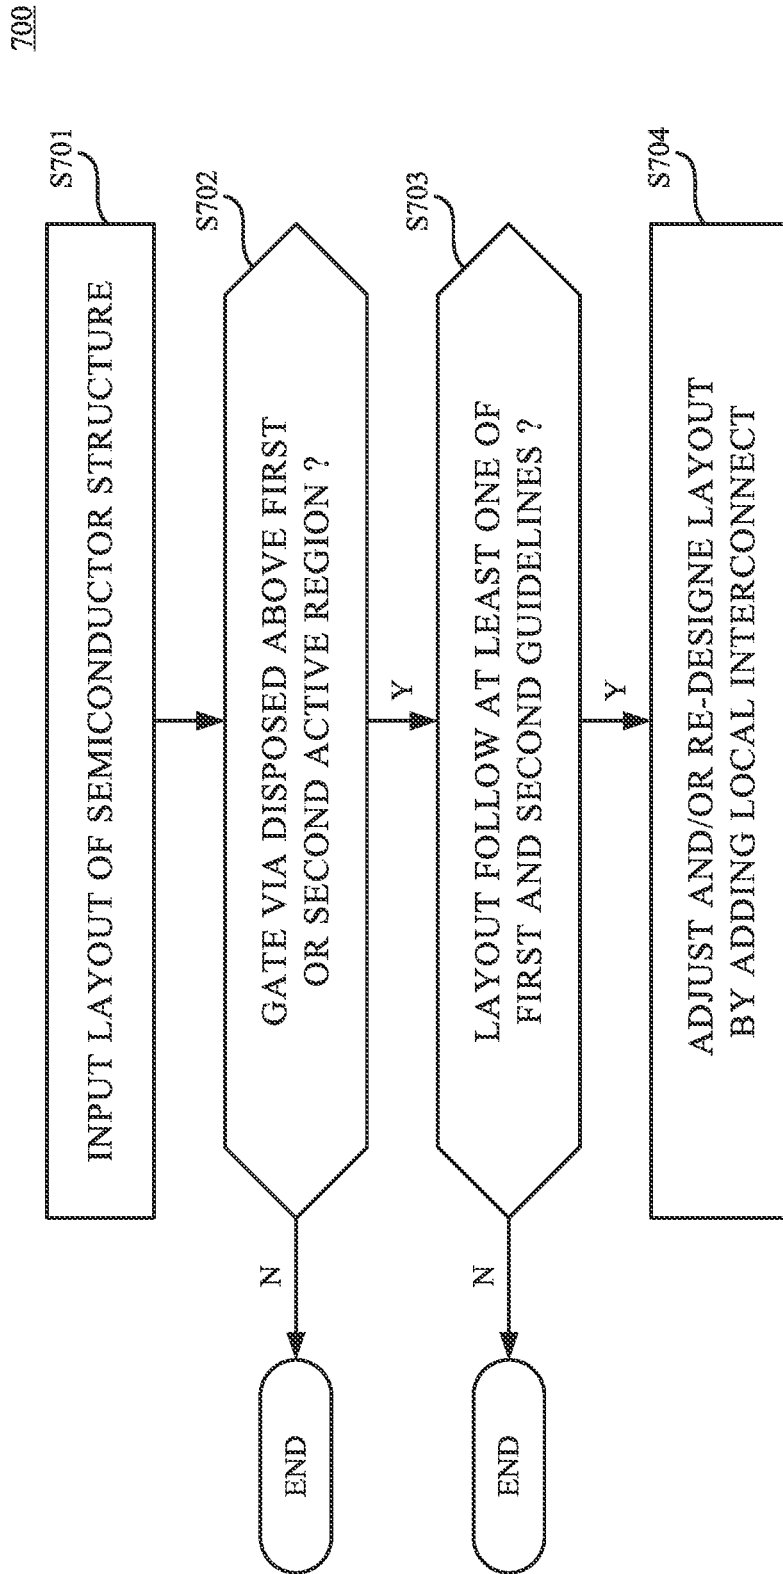 700
S701
INPUT LAYOUT OF SEMICONDUCTOR STRUCTURE
S702
GATE VIA DISPOSED ABOVE FIRST
OR SECOND ACTIVE REGION ?
N
END
Y
S703
LAYOUT FOLLOW AT LEAST ONE OF
FIRST AND SECOND GUIDELINES ?
N
END
Y
S704
ADJUST AND/OR RE-DESIGNE LAYOUT
BY ADDING LOCAL INTERCONNECT